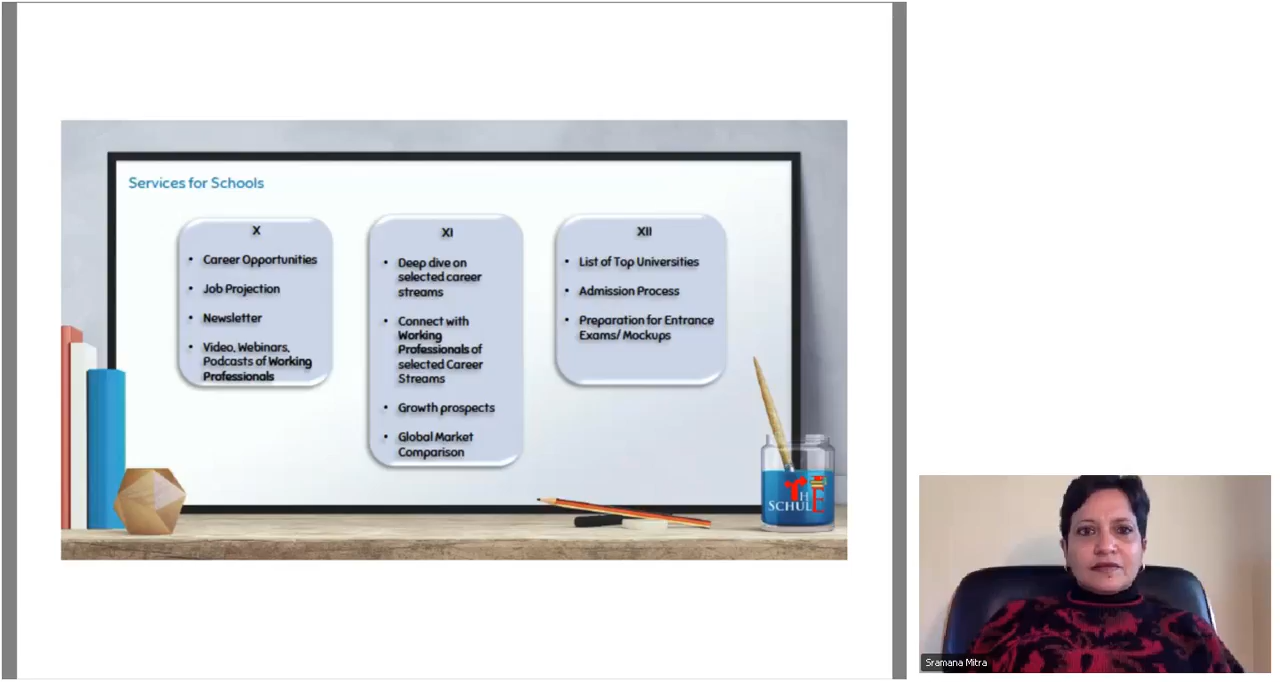 Services for Schools
X
• Career Opportunities
• Job Projection
• Newsletter
• Video, Webinars,
Podcasts of Working
Professionals
XI
• Deep dive on
selected career
streams
• Connect with
Working
Professionals of
selected Career
Streams
• Growth prospects
• Global Market
Comparison
XII
• List of Top Universities
• Admission Process
• Preparation for Entrance
Exams/ Mockups
TH
SCHULE
Sramana Mitra